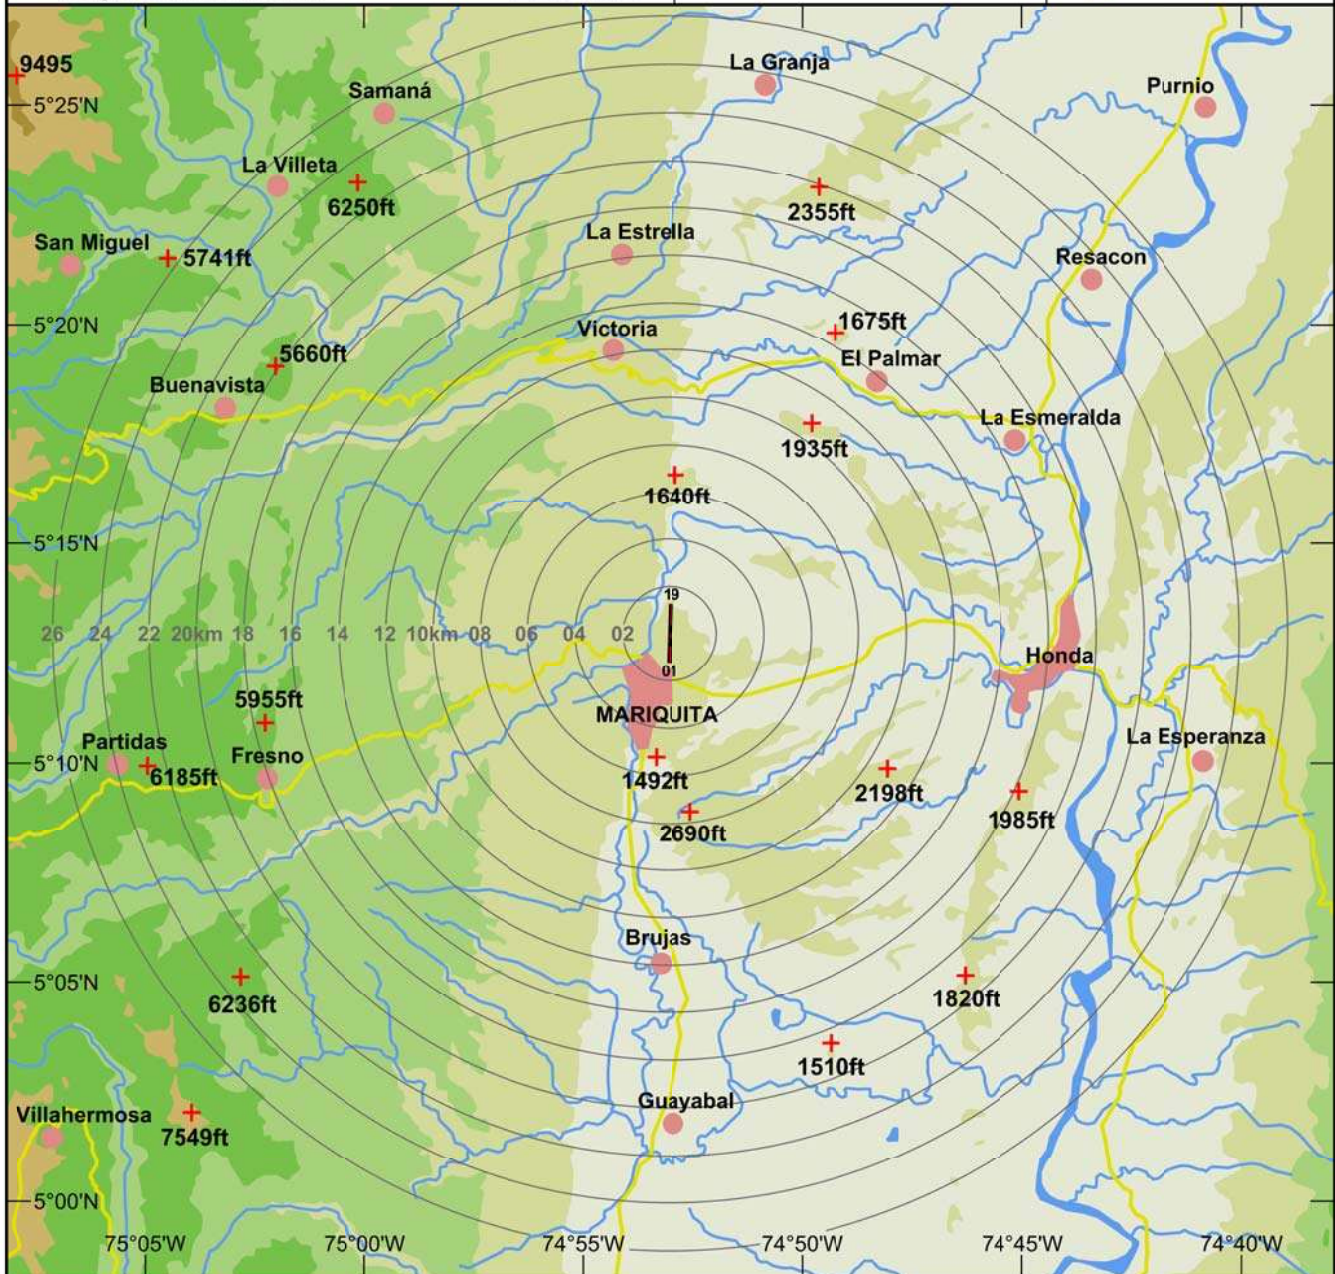 9495
La Granja
Purnio
5°25'N
Samaná
La Villeta
6250ft
2355ft
San Miguel
5741ft
La Estrella
Resacon
5°20'N
Victoria
1675ft
5660ft
El Palmar
Buenavista
La Esmeralda
1935ft
1640ft
5°15'N
19
26 24 22 20km 18 16 14 12 10km 08 06 04 02
01
Honda
5955ft
MARIQUITA
Partidas
Fresno
La Esperanza
5°10'N
6185ft
1492ft
2198ft
1985ft
2690ft
Brujas
5°05'N
6236ft
1820ft
1510ft
Guayabal
Villahermosa
7549ft
5°00'N
75°05'W 75°00'W 74°55'W 74°50'W 74°45'W 74°40'W